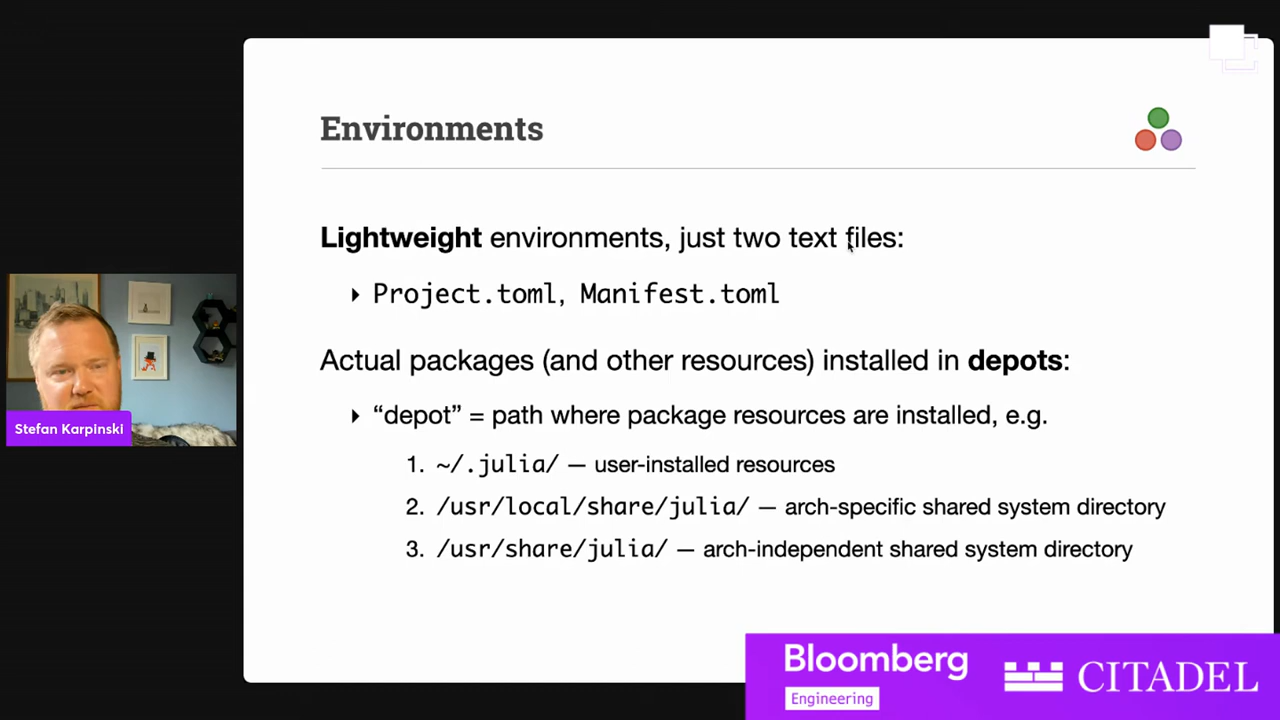 Environments
Lightweight environments, just two text files:
‣ Project.toml, Manifest.toml
Actual packages (and other resources) installed in depots:
‣ “depot” = path where package resources are installed, e.g.
1. ~/.julia/ — user-installed resources
2. /usr/local/share/julia/ — arch-specific shared system directory
3. /usr/share/julia/ — arch-independent shared system directory
Stefan Karpinski
Bloomberg
Engineering
CITADEL